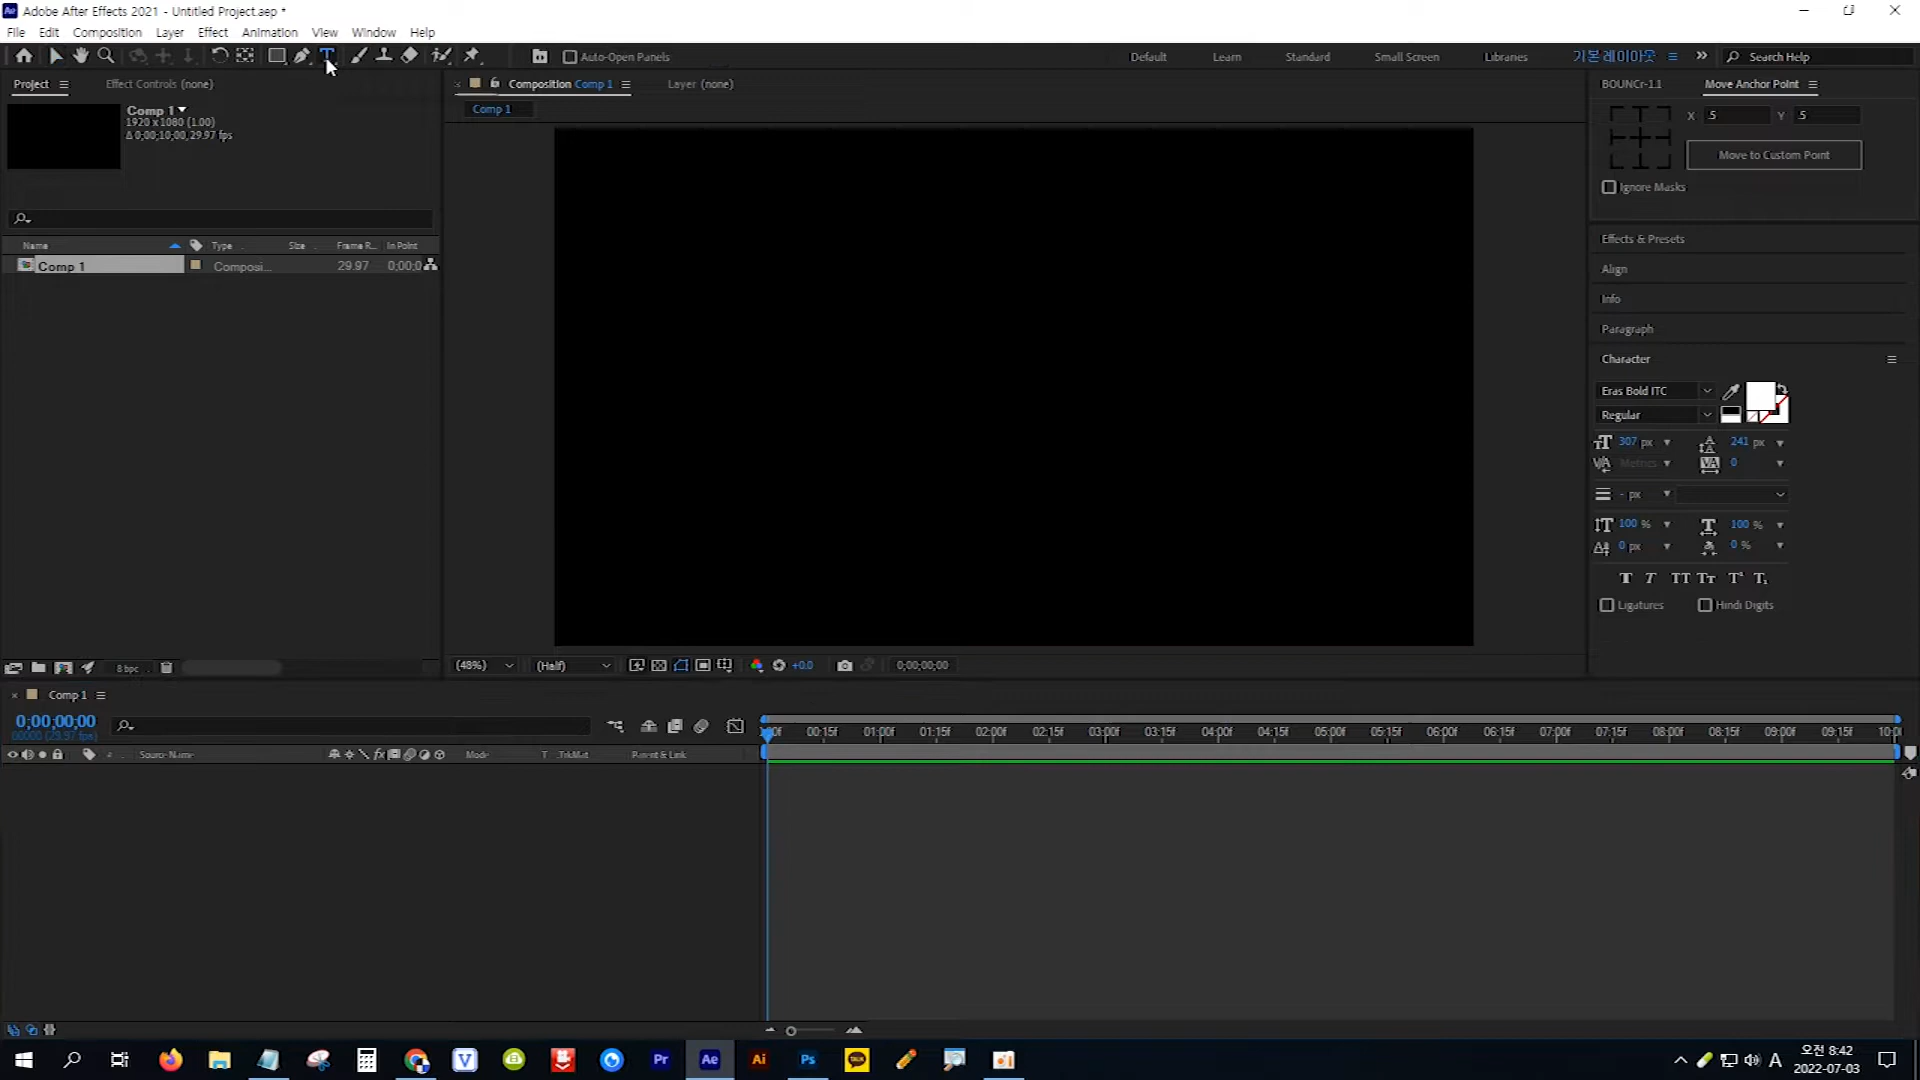 Adobe After Effects 2021 - Untitled Project.aep *
File Edit Composition Layer Effect Animation View Window Help
Auto-Open Panels Default Learn Standard Small Screen Libraries 기본레이아웃 Search Help
Project Effect Controls (none) Composition Comp 1 Layer (none) BOUNCr-1.1 Move Anchor Point
Comp 1
1920 x 1080 (1.00)
Δ 0;00;10;00, 29.97 fps
Comp 1
X .5 Y .5
Move to Custom Point
Ignore Masks
Name Type Size Frame R... In Point
Comp 1 Composi... 29.97 0;00;0
Effects & Presets
Align
Info
Paragraph
Character
Eras Bold ITC
Regular
307 px 241 px
Metrics 0
- px
100 % 100 %
0 px 0 %
T T TT Tt T¹ T₁
Ligatures Hindi Digits
8 bpc (48%) (Half) +0.0 0;00;00;00
Comp 1
0;00;00;00
00000 (29.97 fps)
00:15f 01:00f 01:15f 02:00f 02:15f 03:00f 03:15f 04:00f 04:15f 05:00f 05:15f 06:00f 06:15f 07:00f 07:15f 08:00f 08:15f 09:00f 09:15f 10:0
# Source Name Mode T TrkMat Parent & Link
Pr Ae Ai Ps TALK A
오전 8:42
2022-07-03